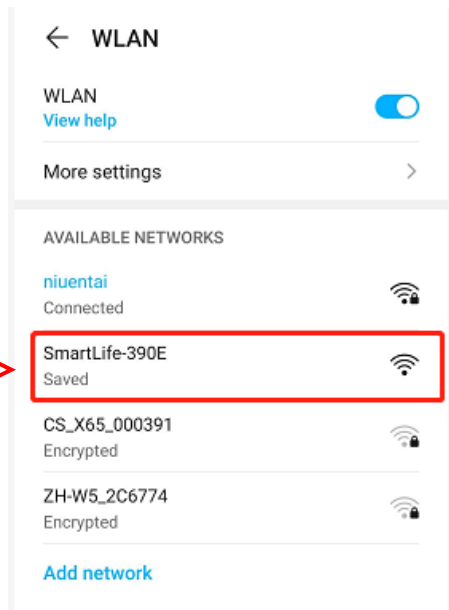 WLAN
WLAN
View help
More settings
AVAILABLE NETWORKS
niuentai
Connected
SmartLife-390E
Saved
CS_X65_000391
Encrypted
ZH-W5_2C6774
Encrypted
Add network